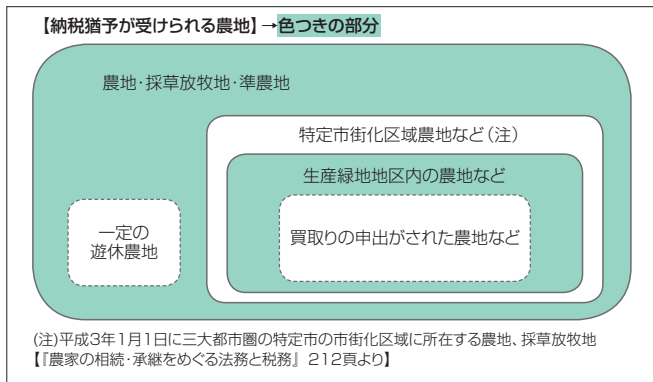 【納税猶予が受けられる農地】→色つきの部分
農地・採草放牧地・準農地
特定市街化区域農地など(注)
生産緑地地区内の農地など
一定の
遊休農地
買取りの申出がされた農地など
(注)平成3年1月1日に三大都市圏の特定市の市街化区域に所在する農地、採草放牧地
【『農家の相続・承継をめぐる法務と税務』 212頁より】